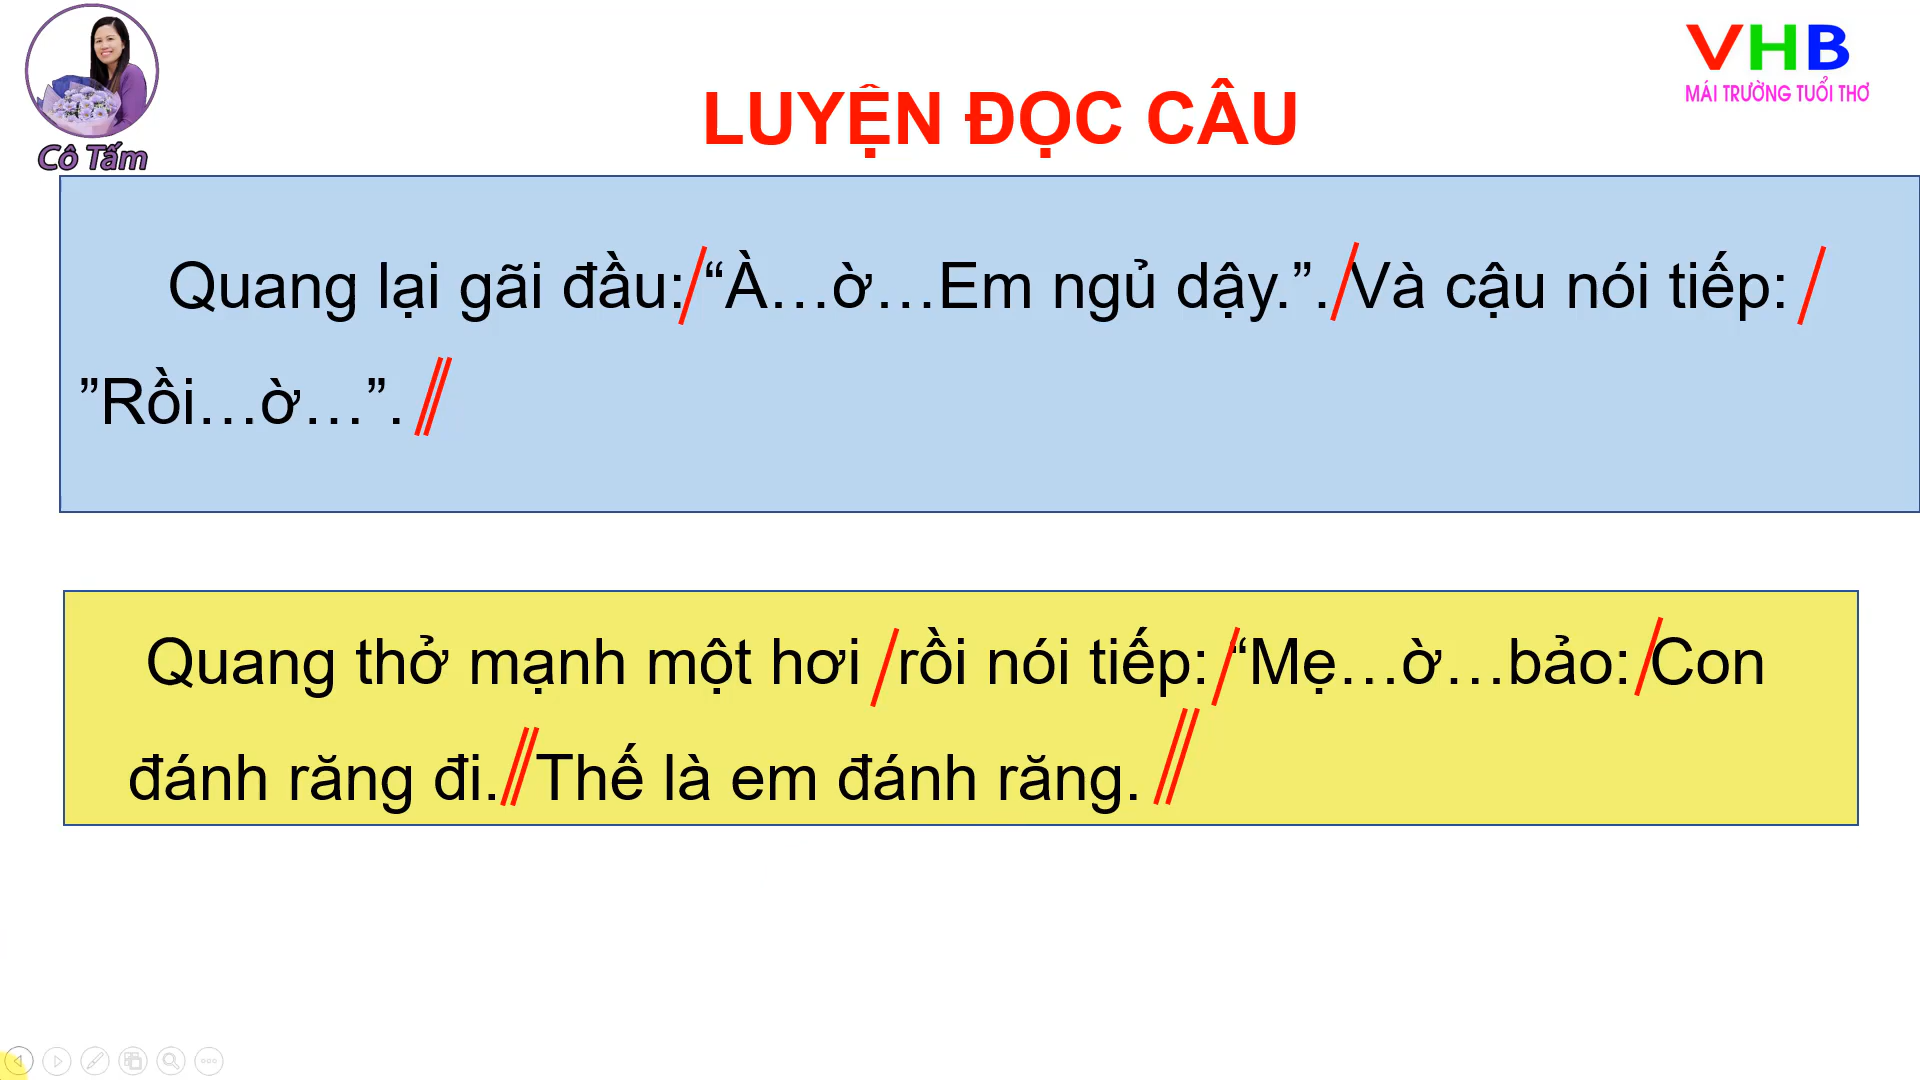 VHB
MÁI TRƯỜNG TUỔI THƠ
Cô Tấm
LUYỆN ĐỌC CÂU
Quang lại gãi đầu:/ “À…ờ…Em ngủ dậy.”. /Và cậu nói tiếp: /
”Rồi…ờ…”. //
Quang thở mạnh một hơi /rồi nói tiếp: /“Mẹ…ờ…bảo: /Con
đánh răng đi.// Thế là em đánh răng. //